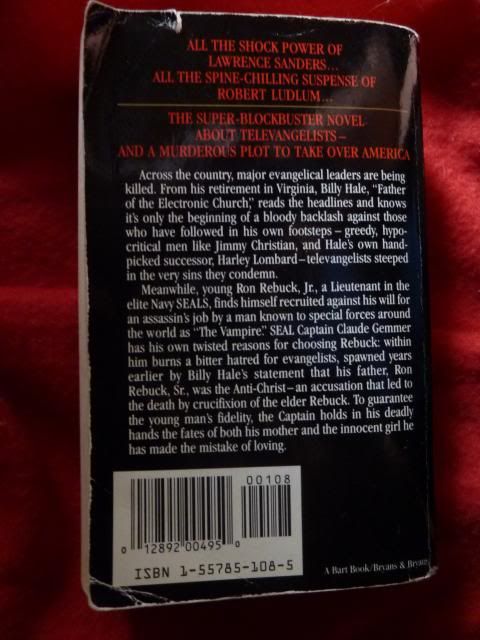 ALL THE SHOCK POWER OF
LAWRENCE SANDERS...
ALL THE SPINE-CHILLING SUSPENSE OF
ROBERT LUDLUM...
THE SUPER-BLOCKBUSTER NOVEL
ABOUT TELEVANGELISTS—
AND A MURDEROUS PLOT TO TAKE OVER AMERICA
Across the country, major evangelical leaders are being
killed. From his retirement in Virginia, Billy Hale, "Father
of the Electronic Church," reads the headlines and knows
it's only the beginning of a bloody backlash against those
who have followed in his own footsteps—greedy, hypo-
critical men like Jimmy Christian, and Hale's own hand-
picked successor, Harley Lombard—televangelists steeped
in the very sins they condemn.
Meanwhile, young Ron Rebuck, Jr., a Lieutenant in the
elite Navy SEALS, finds himself recruited against his will for
an assassin's job by a man known to special forces around
the world as "The Vampire." SEAL Captain Claude Gemmer
has his own twisted reasons for choosing Rebuck: within
him burns a bitter hatred for evangelists, spawned years
earlier by Billy Hale's statement that his father, Ron
Rebuck, Sr., was the Anti-Christ—an accusation that led
to the death by crucifixion of the elder Rebuck. To guarantee
the young man's fidelity, the Captain holds in his deadly
hands the fates of both his mother and the innocent girl he
has made the mistake of loving.
00108
0 12892 00495 0
ISBN 1-55785-108-5
A Bart Book/Bryans & Bryans